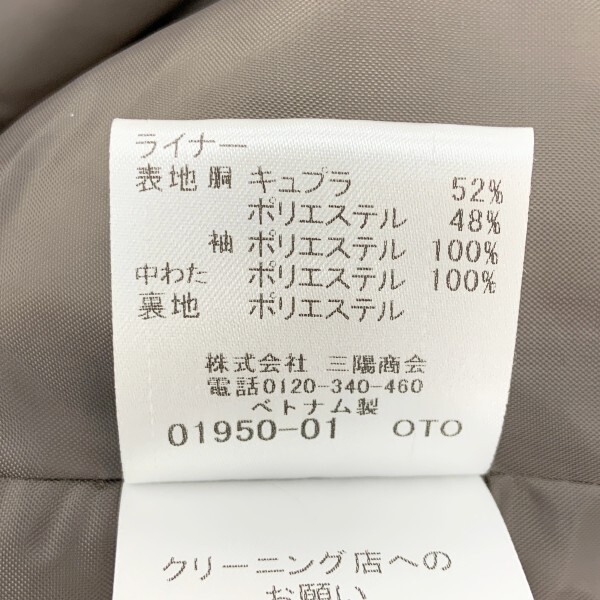 ライナー
表地 胴 キュプラ 52%
ポリエステル 48%
袖 ポリエステル 100%
中わた ポリエステル 100%
裏地 ポリエステル
株式会社 三陽商会
電話0120-340-460
ベトナム製
01950-01 OTO
クリーニング店への
お願い